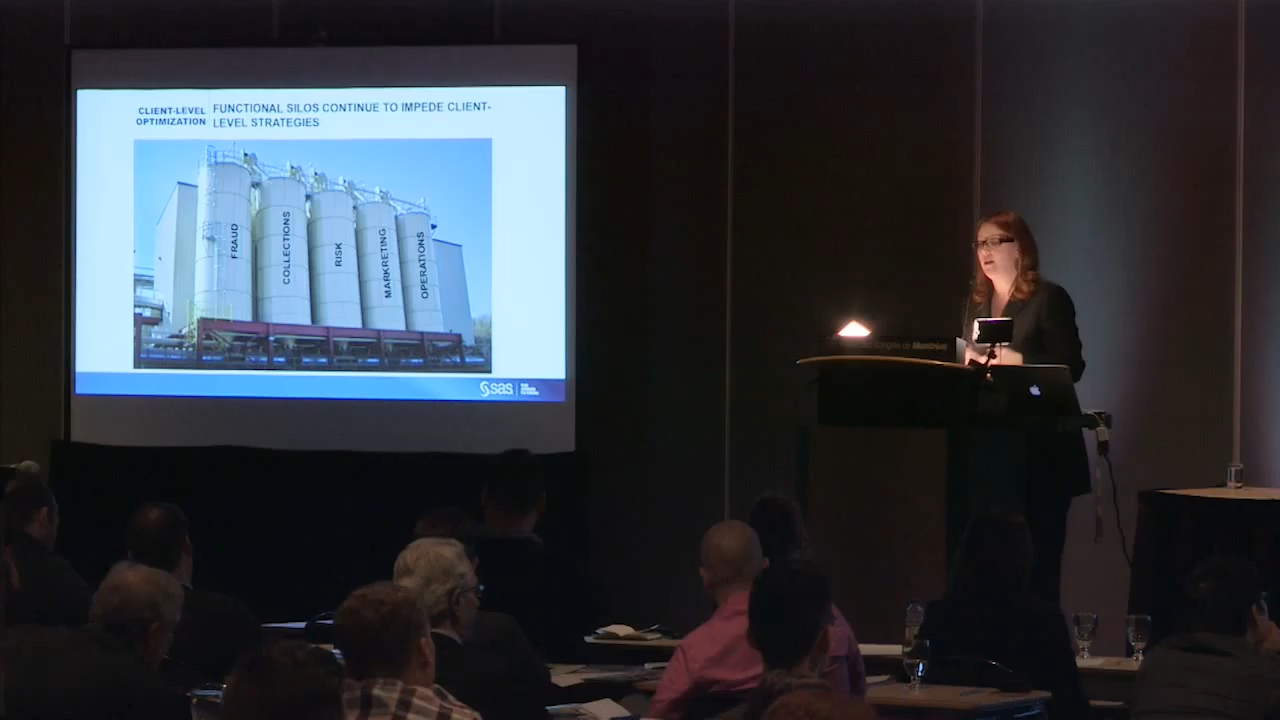 CLIENT-LEVEL
OPTIMIZATION
FUNCTIONAL SILOS CONTINUE TO IMPEDE CLIENT-
LEVEL STRATEGIES
FRAUD
COLLECTIONS
RISK
MARKRETING
OPERATIONS
sas